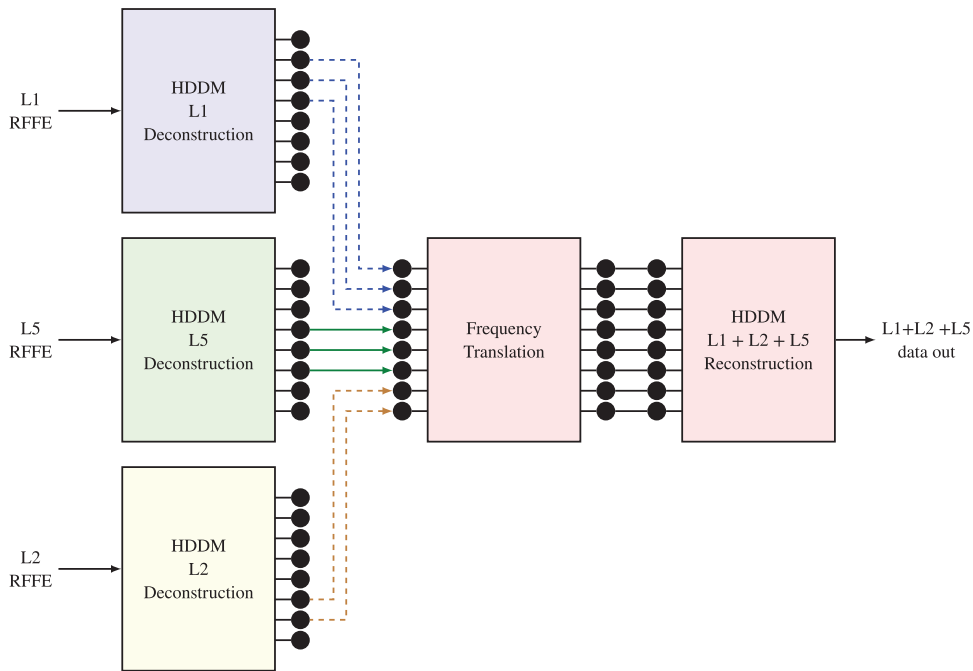 L1
RFFE
HDDM
L1
Deconstruction
L5
RFFE
HDDM
L5
Deconstruction
L2
RFFE
HDDM
L2
Deconstruction
Frequency
Translation
HDDM
L1 + L2 + L5
Reconstruction
L1+L2 +L5
data out